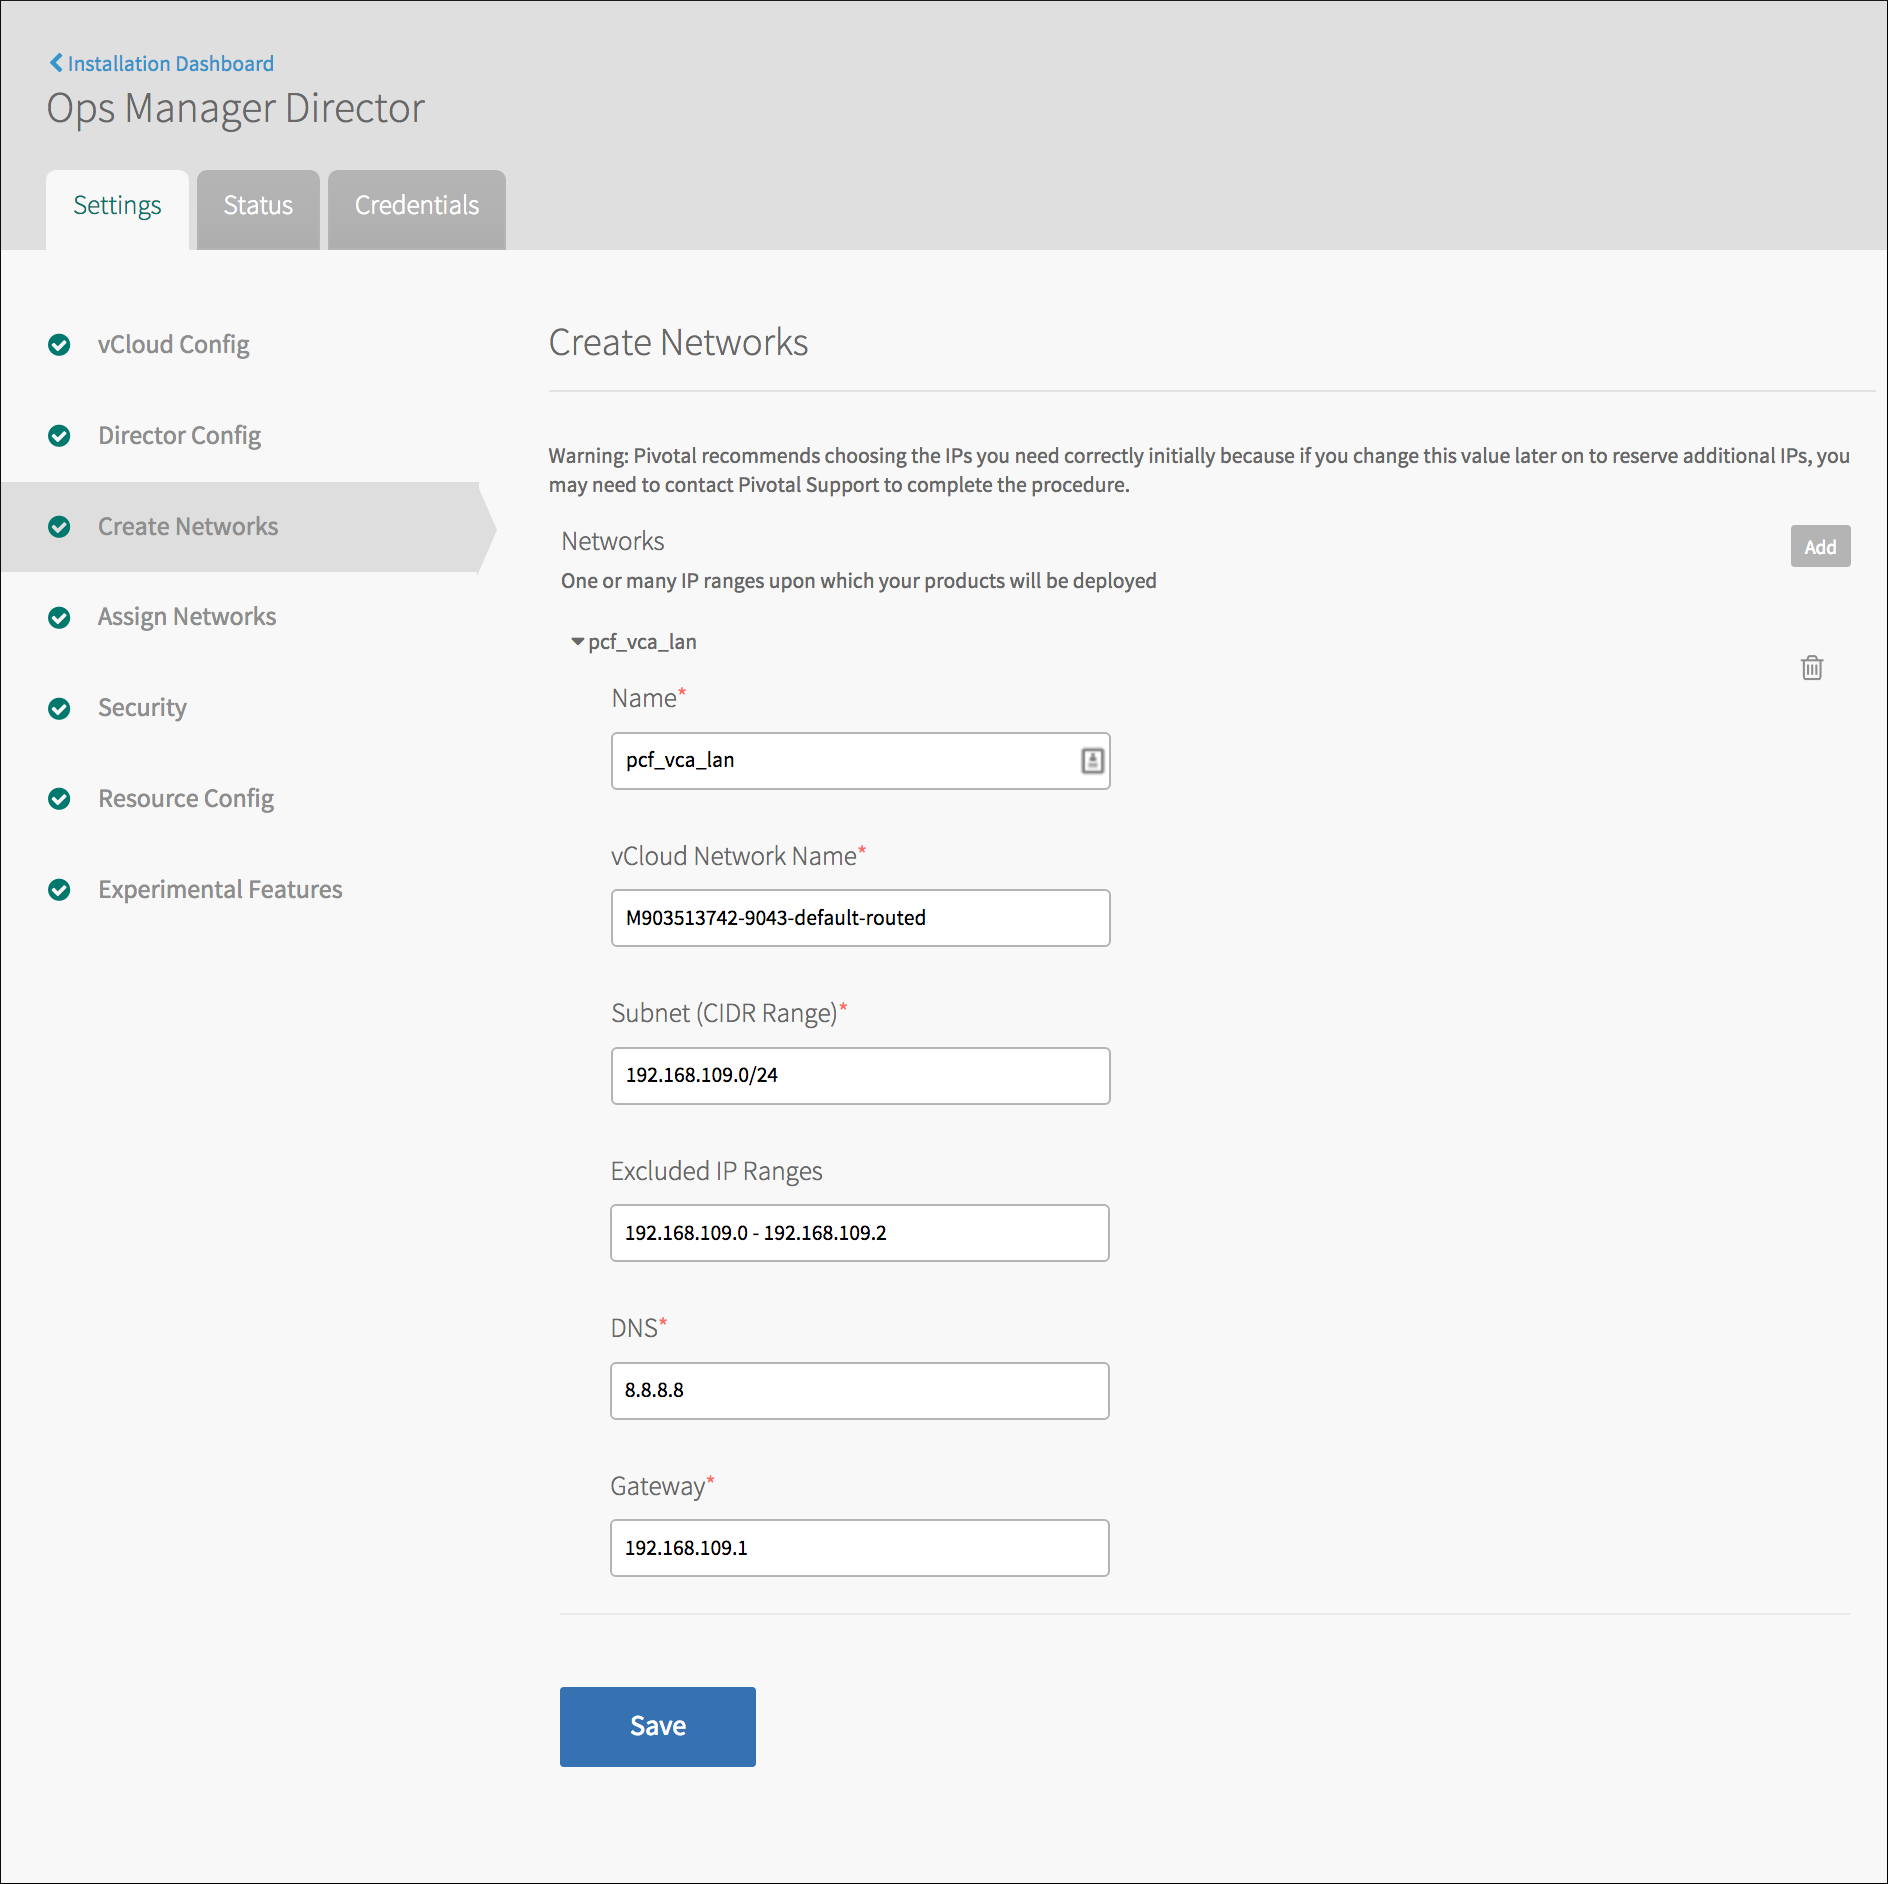 Installation Dashboard
Ops Manager Director
Settings
Status
Credentials
vCloud Config
Director Config
Create Networks
Assign Networks
Security
Resource Config
Experimental Features
Create Networks
Warning: Pivotal recommends choosing the IPs you need correctly initially because if you change this value later on to reserve additional IPs, you
may need to contact Pivotal Support to complete the procedure.
Networks
Add
One or many IP ranges upon which your products will be deployed
pcf_vca_lan
Name*
pcf_vca_lan
vCloud Network Name*
M903513742-9043-default-routed
Subnet (CIDR Range)*
192.168.109.0/24
Excluded IP Ranges
192.168.109.0 - 192.168.109.2
DNS*
8.8.8.8
Gateway*
192.168.109.1
Save